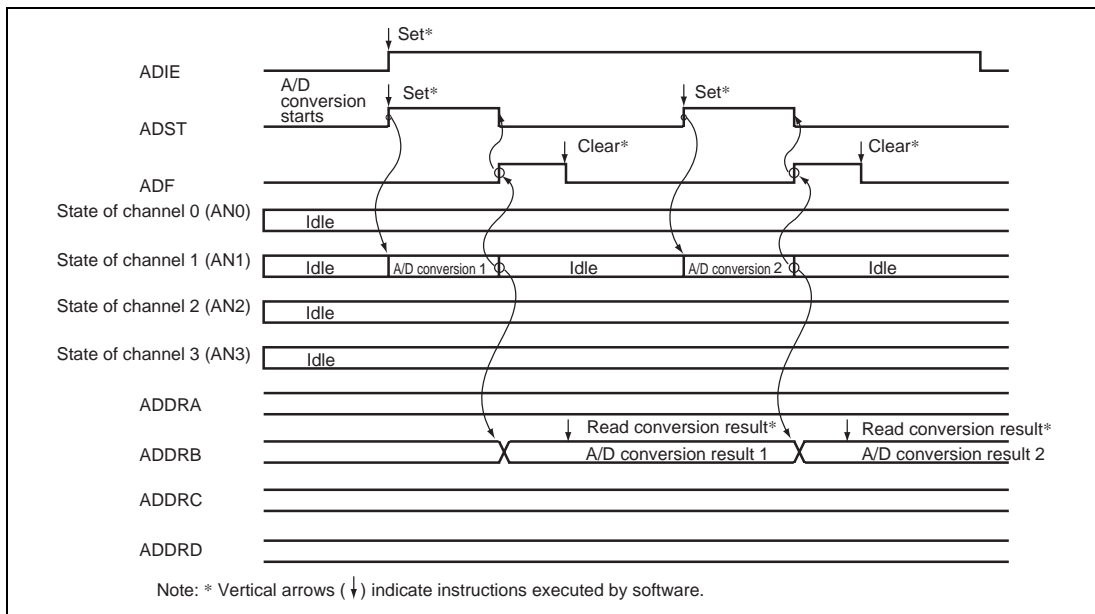 Set*
ADIE
A/D
conversion
starts
Set*
Set*
ADST
Clear*
Clear*
ADF
State of channel 0 (AN0)
Idle
State of channel 1 (AN1)
Idle
A/D conversion 1
Idle
A/D conversion 2
Idle
State of channel 2 (AN2)
Idle
State of channel 3 (AN3)
Idle
ADDRA
Read conversion result*
Read conversion result*
ADDRB
A/D conversion result 1
A/D conversion result 2
ADDRC
ADDRD
Note: * Vertical arrows (↓) indicate instructions executed by software.